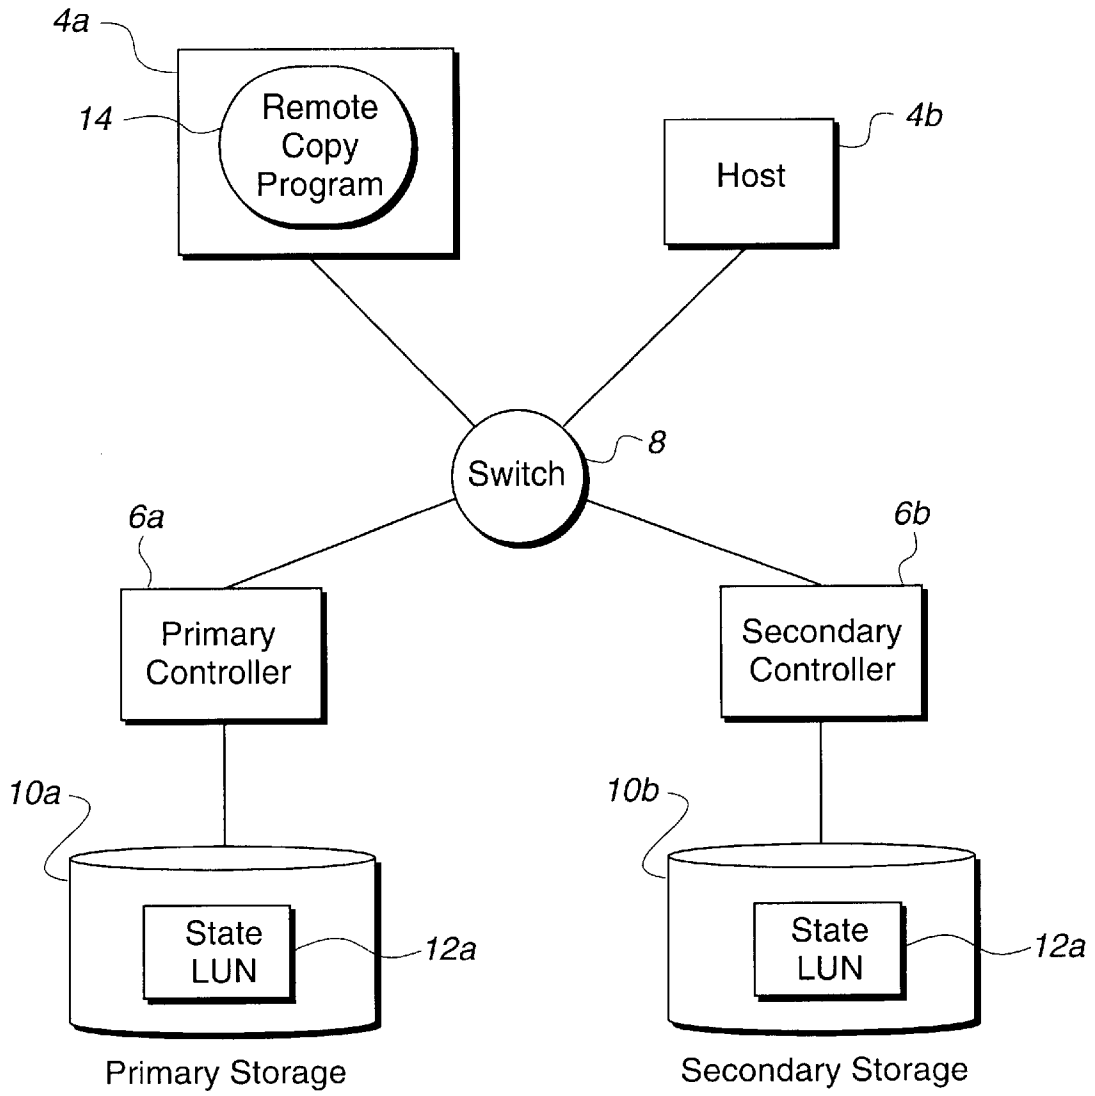 4a
14
Remote
Copy
Program
4b
Host
8
Switch
6a
6b
Primary
Controller
Secondary
Controller
10a
10b
State
LUN
12a
State
LUN
12a
Primary Storage
Secondary Storage